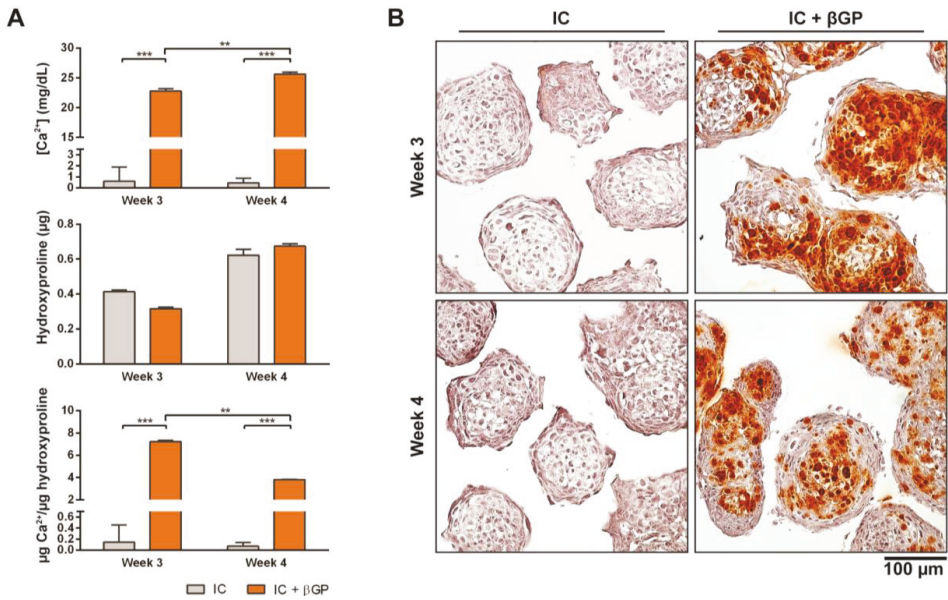 A
[Ca²⁺] (mg/dL)
30
25
20
15
3
2
1
0
***
**
***
Week 3
Week 4
Hydroxyproline (µg)
0.8
0.6
0.4
0.2
0.0
Week 3
Week 4
µg Ca²⁺/µg hydroxyproline
10
8
6
4
2
0.6
0.4
0.2
0.0
***
**
***
Week 3
Week 4
IC
IC + βGP
B
IC
IC + βGP
Week 3
Week 4
100 µm